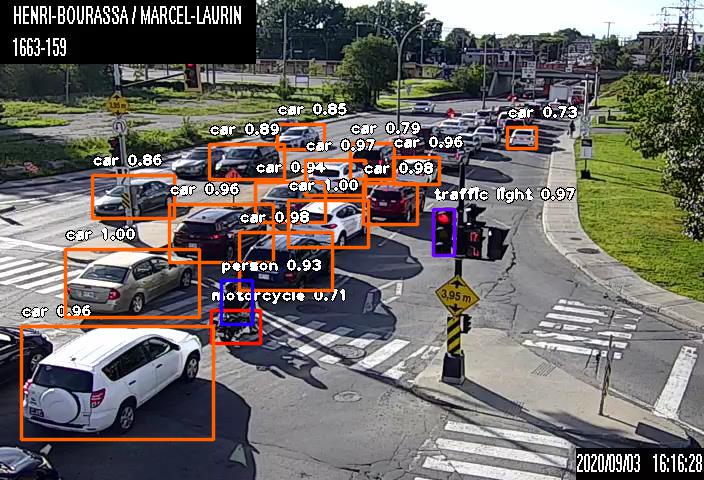 HENRI-BOURASSA / MARCEL-LAURIN
1663-159
car 0.85
car 0.73
car 0.89
car 0.79
car 0.97
car 0.96
car 0.86
car 0.94
car 0.98
car 0.96
car 1.00
traffic light 0.97
car 0.98
car 1.00
person 0.93
motorcycle 0.71
3,95 m
car 0.96
2020/09/03 16:16:28